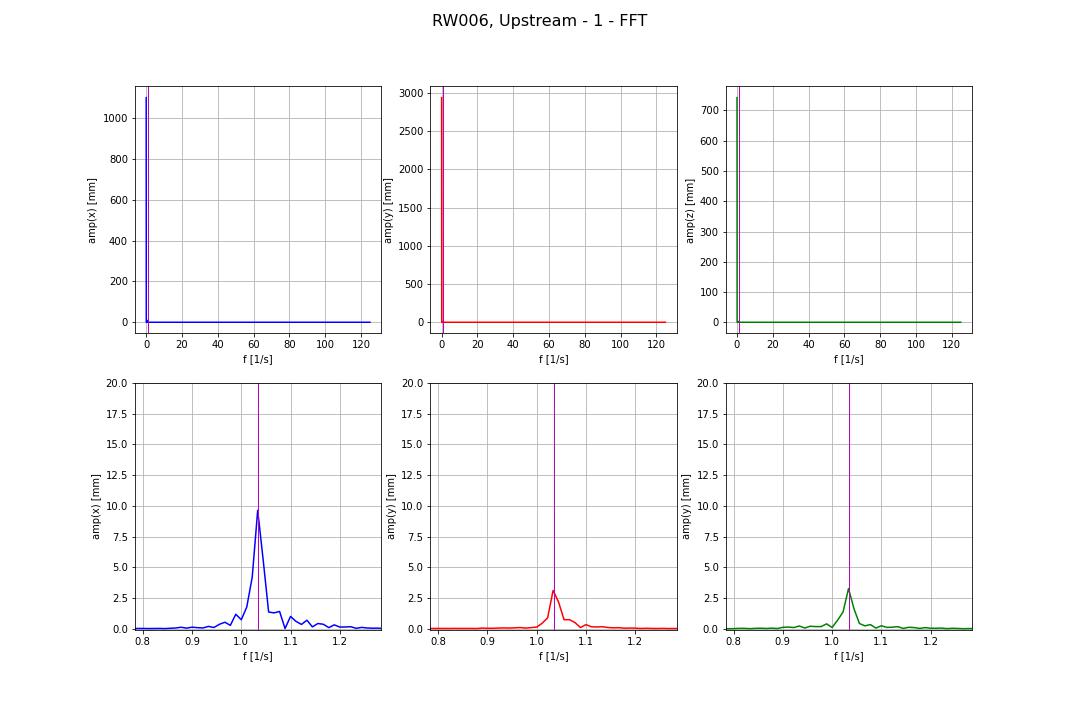 RW006, Upstream - 1 - FFT
amp(x) [mm]
1000
800
600
400
200
0
0 20 40 60 80 100 120
f [1/s]
amp(y) [mm]
3000
2500
2000
1500
1000
500
0
0 20 40 60 80 100 120
f [1/s]
amp(z) [mm]
700
600
500
400
300
200
100
0
0 20 40 60 80 100 120
f [1/s]
amp(x) [mm]
20.0
17.5
15.0
12.5
10.0
7.5
5.0
2.5
0.0
0.8 0.9 1.0 1.1 1.2
f [1/s]
amp(y) [mm]
20.0
17.5
15.0
12.5
10.0
7.5
5.0
2.5
0.0
0.8 0.9 1.0 1.1 1.2
f [1/s]
amp(y) [mm]
20.0
17.5
15.0
12.5
10.0
7.5
5.0
2.5
0.0
0.8 0.9 1.0 1.1 1.2
f [1/s]